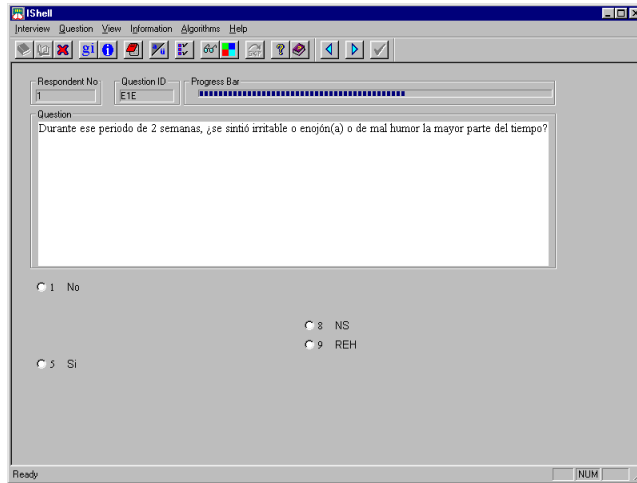 IShell
Interview Question View Information Algorithms Help
gi
Respondent No
Question ID
Progress Bar
1
E1E
Question
Durante ese periodo de 2 semanas, ¿se sintió irritable o enojón(a) o de mal humor la mayor parte del tiempo?
1 No
8 NS
9 REH
5 Si
Ready
NUM